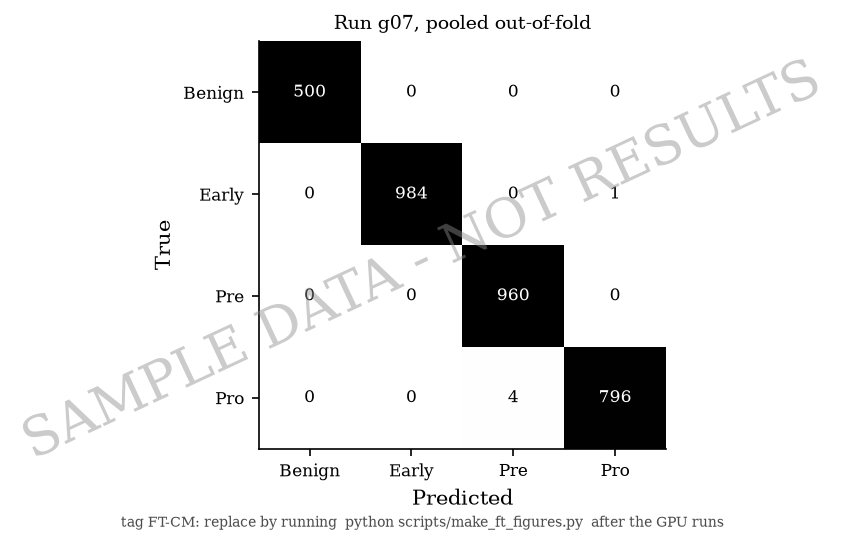 Run g07, pooled out-of-fold
Benign 500 0 0 0
Early 0 984 0 1
Pre 0 0 960 0
Pro 0 0 4 796
Benign Early Pre Pro
True
Predicted
SAMPLE DATA - NOT RESULTS
tag FT-CM: replace by running python scripts/make_ft_figures.py after the GPU runs